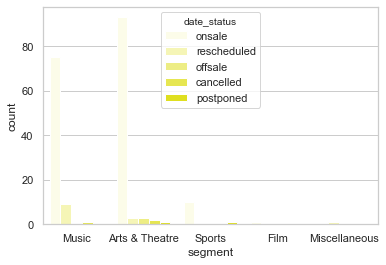 date_status
onsale
rescheduled
offsale
cancelled
postponed
80
60
40
20
0
count
Music Arts & Theatre Sports Film Miscellaneous
segment